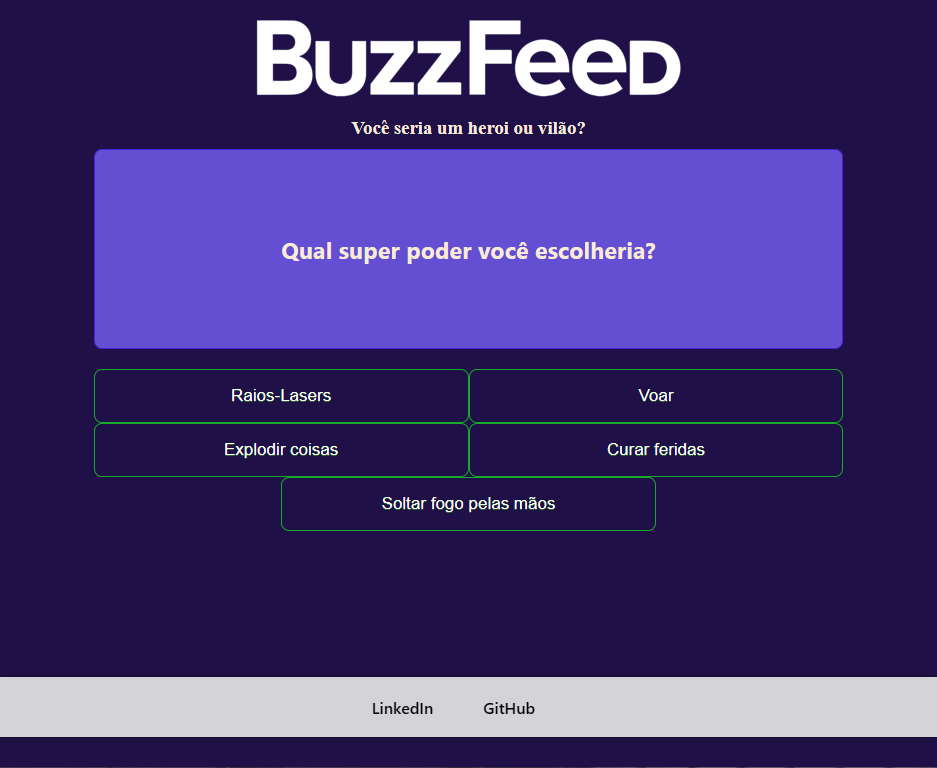 BuzzFeed
Você seria um heroi ou vilão?
Qual super poder você escolheria?
Raios-Lasers
Voar
Explodir coisas
Curar feridas
Soltar fogo pelas mãos
LinkedIn
GitHub